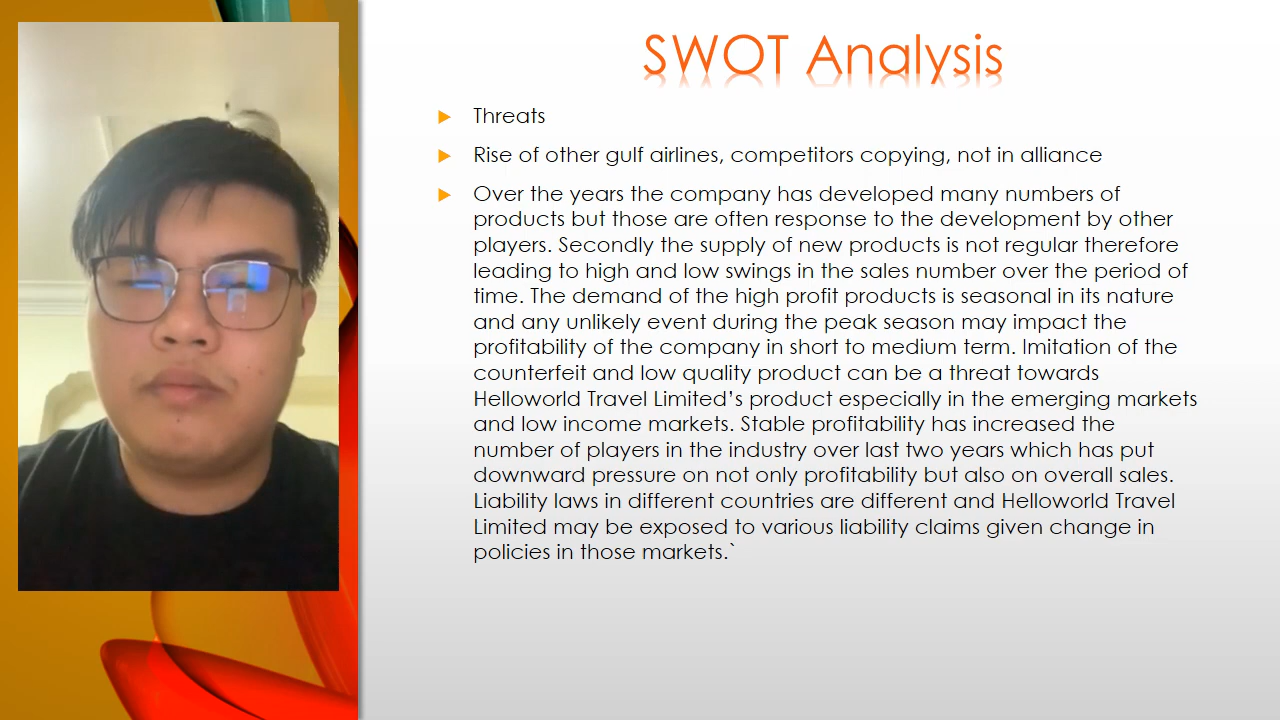 SWOT Analysis
Threats
Rise of other gulf airlines, competitors copying, not in alliance
Over the years the company has developed many numbers of
products but those are often response to the development by other
players. Secondly the supply of new products is not regular therefore
leading to high and low swings in the sales number over the period of
time. The demand of the high profit products is seasonal in its nature
and any unlikely event during the peak season may impact the
profitability of the company in short to medium term. Imitation of the
counterfeit and low quality product can be a threat towards
Helloworld Travel Limited’s product especially in the emerging markets
and low income markets. Stable profitability has increased the
number of players in the industry over last two years which has put
downward pressure on not only profitability but also on overall sales.
Liability laws in different countries are different and Helloworld Travel
Limited may be exposed to various liability claims given change in
policies in those markets.`